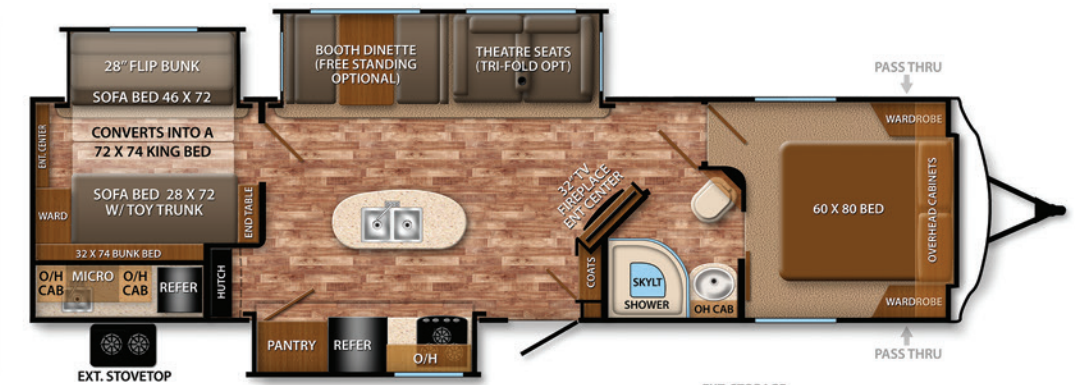 28" FLIP BUNK
SOFA BED 46 X 72
CONVERTS INTO A
72 X 74 KING BED
ENT. CENTER
SOFA BED 28 X 72
W/ TOY TRUNK
WARD
END TABLE
32 X 74 BUNK BED
O/H
CAB
MICRO
O/H
CAB
REFER
HUTCH
EXT. STOVETOP
BOOTH DINETTE
(FREE STANDING
OPTIONAL)
THEATRE SEATS
(TRI-FOLD OPT)
32" TV
FIREPLACE
ENT CENTER
PANTRY
REFER
O/H
COATS
SKYLT
SHOWER
OH CAB
PASS THRU
WARDROBE
60 X 80 BED
OVERHEAD CABINETS
WARDROBE
PASS THRU